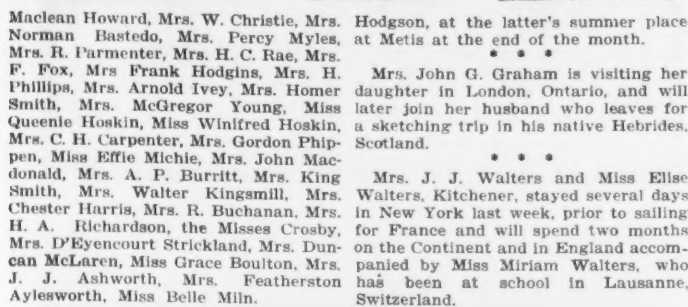 Maclean Howard, Mrs. W. Christie, Mrs.
Norman Bastedo, Mrs. Percy Myles,
Mrs. R. Parmenter, Mrs. H. C. Rae, Mrs.
F. Fox, Mrs Frank Hodgins, Mrs. H.
Phillips, Mrs. Arnold Ivey, Mrs. Homer
Smith, Mrs. McGregor Young, Miss
Queenie Hoskin, Miss Winifred Hoskin,
Mrs. C. H. Carpenter, Mrs. Gordon Phip-
pen, Miss Effie Michie, Mrs. John Mac-
donald, Mrs. A. P. Burritt, Mrs. King
Smith, Mrs. Walter Kingsmill, Mrs.
Chester Harris, Mrs. R. Buchanan, Mrs.
H. A. Richardson, the Misses Crosby,
Mrs. D'Eyencourt Strickland, Mrs. Dun-
can McLaren, Miss Grace Boulton, Mrs.
J. J. Ashworth, Mrs. Featherston
Aylesworth, Miss Belle Miln.
Hodgson, at the latter's summer place
at Metis at the end of the month.
* * *
Mrs. John G. Graham is visiting her
daughter in London, Ontario, and will
later join her husband who leaves for
a sketching trip in his native Hebrides,
Scotland.
* * *
Mrs. J. J. Walters and Miss Elise
Walters, Kitchener, stayed several days
in New York last week, prior to sailing
for France and will spend two months
on the Continent and in England accom-
panied by Miss Miriam Walters, who
has been at school in Lausanne,
Switzerland.